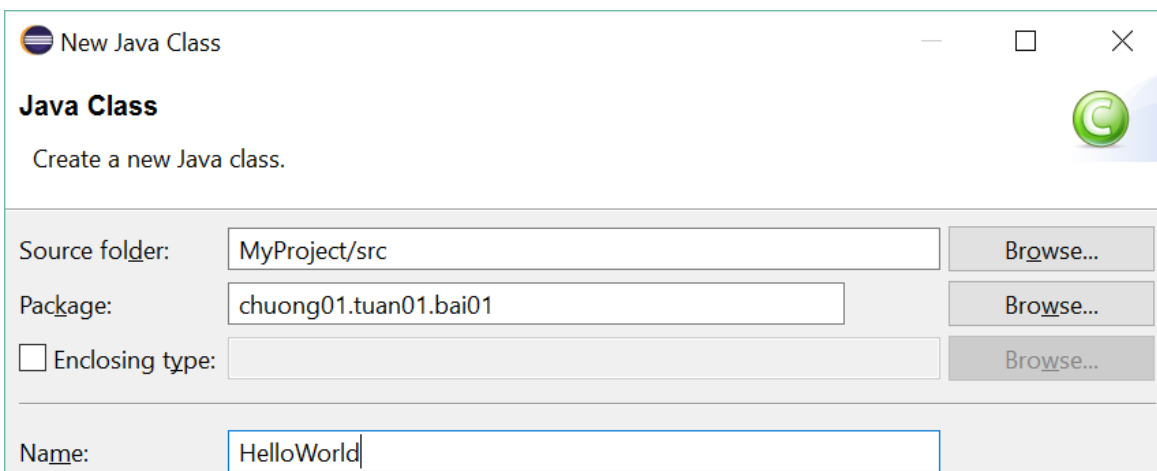 New Java Class
Java Class
Create a new Java class.
Source folder: MyProject/src Browse...
Package: chuong01.tuan01.bai01 Browse...
Enclosing type: Browse...
Name: HelloWorld